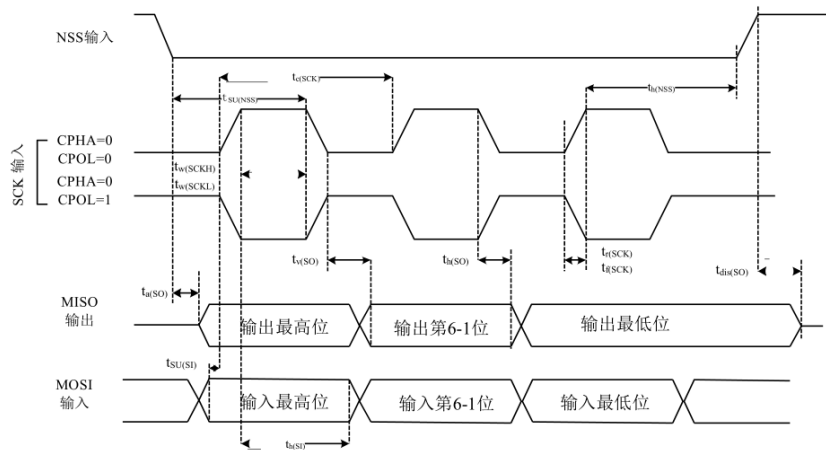 NSS输入
tc(SCK)
tSU(NSS)
th(NSS)
SCK 输入
CPHA=0
CPOL=0
CPHA=0
CPOL=1
tw(SCKH)
tw(SCKL)
tv(SO)
th(SO)
tr(SCK)
tf(SCK)
tdis(SO)
ta(SO)
MISO
输出
输出最高位
输出第6-1位
输出最低位
tSU(SI)
MOSI
输入
输入最高位
输入第6-1位
输入最低位
th(SI)